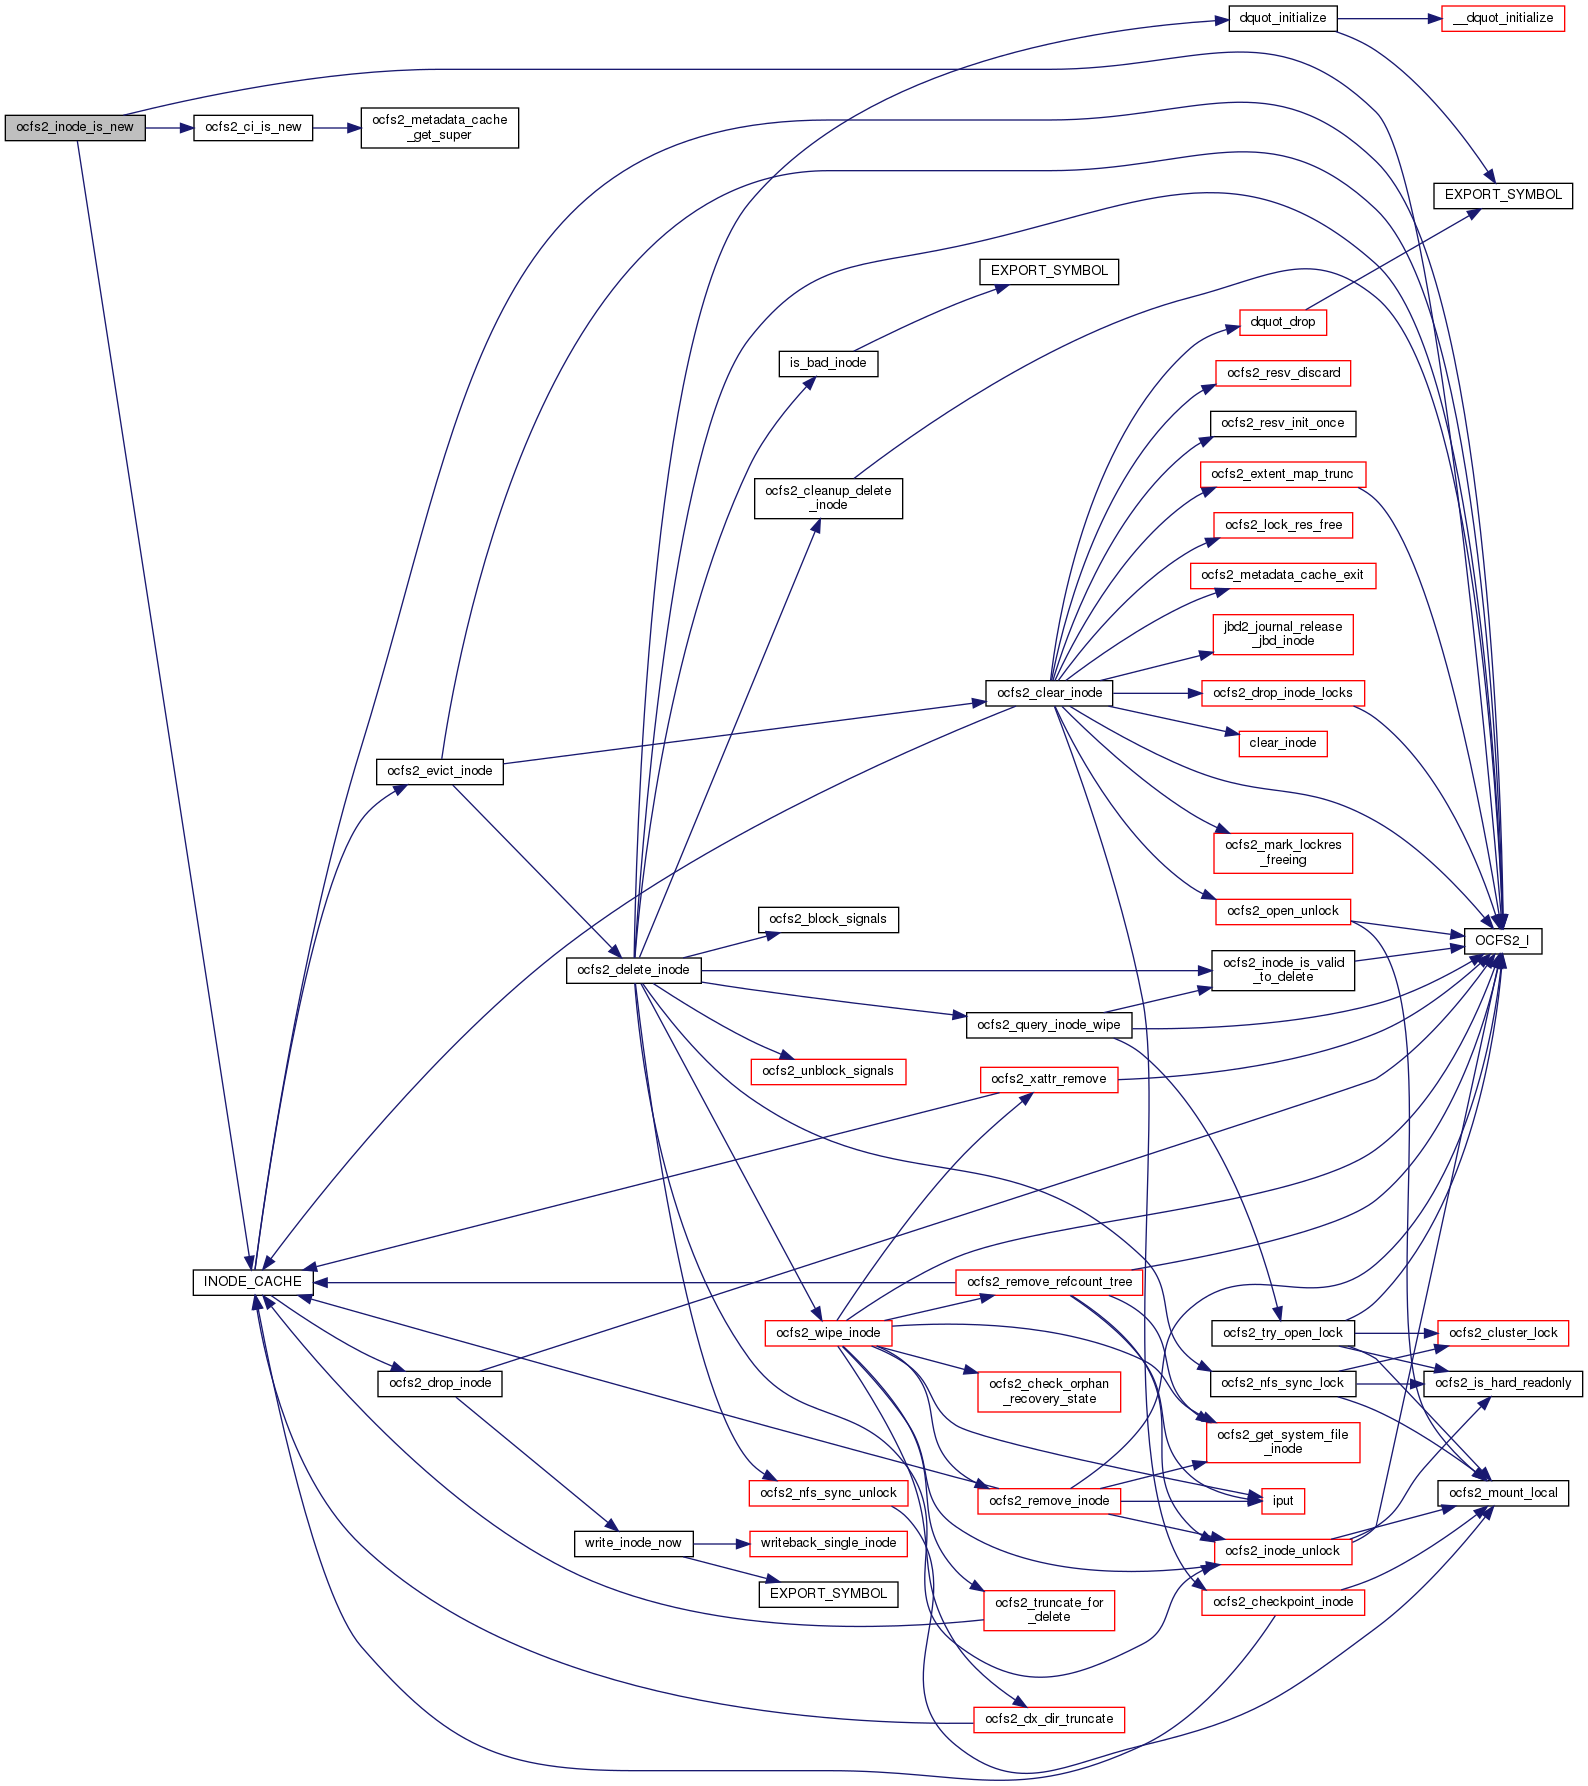 dquot_initialize
__dquot_initialize
ocfs2_inode_is_new
ocfs2_ci_is_new
ocfs2_metadata_cache
_get_super
EXPORT_SYMBOL
EXPORT_SYMBOL
dquot_drop
is_bad_inode
ocfs2_resv_discard
ocfs2_resv_init_once
ocfs2_cleanup_delete
_inode
ocfs2_extent_map_trunc
ocfs2_lock_res_free
ocfs2_metadata_cache_exit
jbd2_journal_release
_jbd_inode
ocfs2_clear_inode
ocfs2_drop_inode_locks
clear_inode
ocfs2_evict_inode
ocfs2_mark_lockres
_freeing
ocfs2_block_signals
ocfs2_open_unlock
OCFS2_I
ocfs2_delete_inode
ocfs2_inode_is_valid
_to_delete
ocfs2_query_inode_wipe
ocfs2_unblock_signals
ocfs2_xattr_remove
INODE_CACHE
ocfs2_remove_refcount_tree
ocfs2_wipe_inode
ocfs2_try_open_lock
ocfs2_cluster_lock
ocfs2_drop_inode
ocfs2_check_orphan
_recovery_state
ocfs2_nfs_sync_lock
ocfs2_is_hard_readonly
ocfs2_get_system_file
_inode
ocfs2_nfs_sync_unlock
ocfs2_remove_inode
iput
ocfs2_mount_local
write_inode_now
writeback_single_inode
ocfs2_inode_unlock
EXPORT_SYMBOL
ocfs2_truncate_for
_delete
ocfs2_checkpoint_inode
ocfs2_dx_dir_truncate